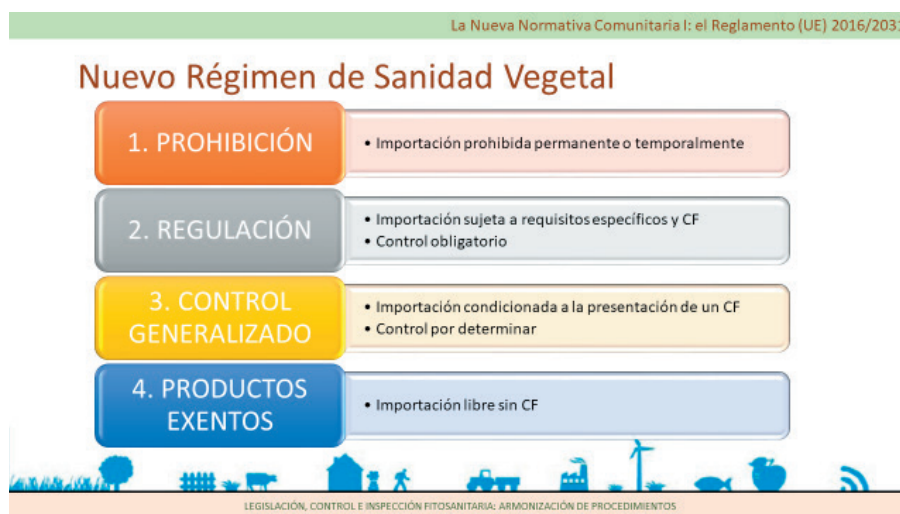 La Nueva Normativa Comunitaria I: el Reglamento (UE) 2016/2031
Nuevo Régimen de Sanidad Vegetal
1. PROHIBICIÓN
• Importación prohibida permanente o temporalmente
2. REGULACIÓN
• Importación sujeta a requisitos específicos y CF
• Control obligatorio
3. CONTROL
GENERALIZADO
• Importación condicionada a la presentación de un CF
• Control por determinar
4. PRODUCTOS
EXENTOS
• Importación libre sin CF
LEGISLACIÓN, CONTROL E INSPECCIÓN FITOSANITARIA: ARMONIZACIÓN DE PROCEDIMIENTOS